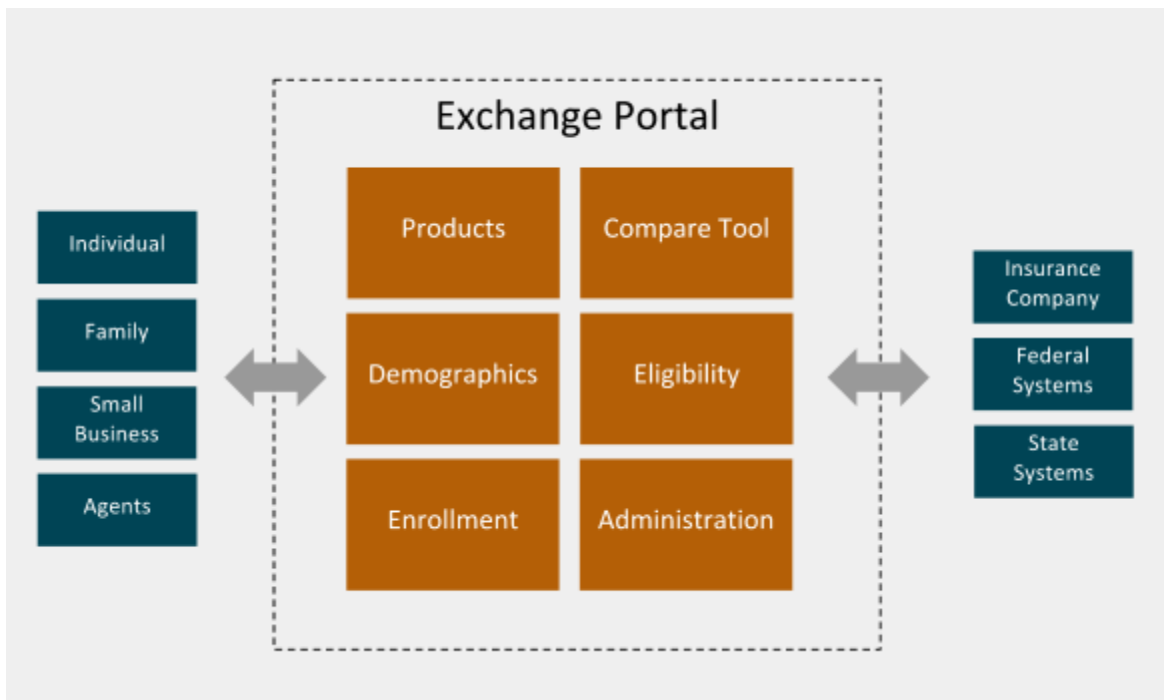 Exchange Portal
Individual
Family
Small
Business
Agents
Products
Compare Tool
Demographics
Eligibility
Enrollment
Administration
Insurance
Company
Federal
Systems
State
Systems